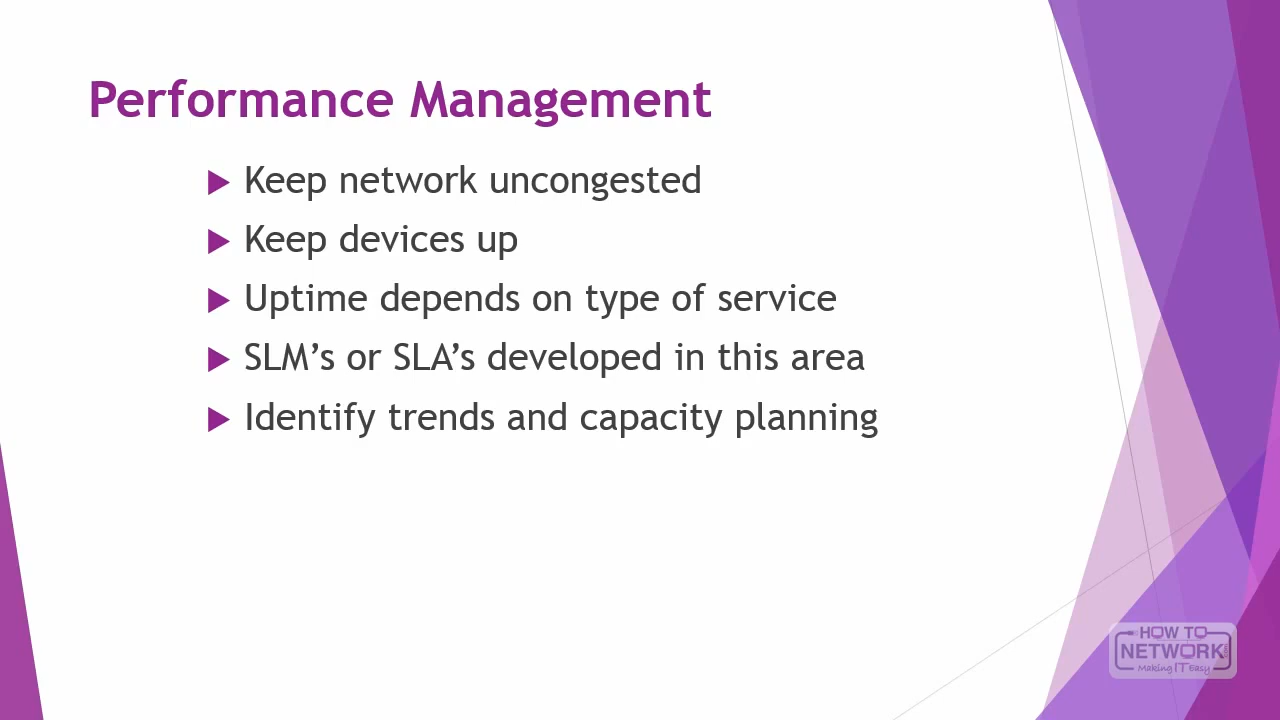 Performance Management
Keep network uncongested
Keep devices up
Uptime depends on type of service
SLM’s or SLA’s developed in this area
Identify trends and capacity planning
HOW TO
NETWORK
Making IT Easy